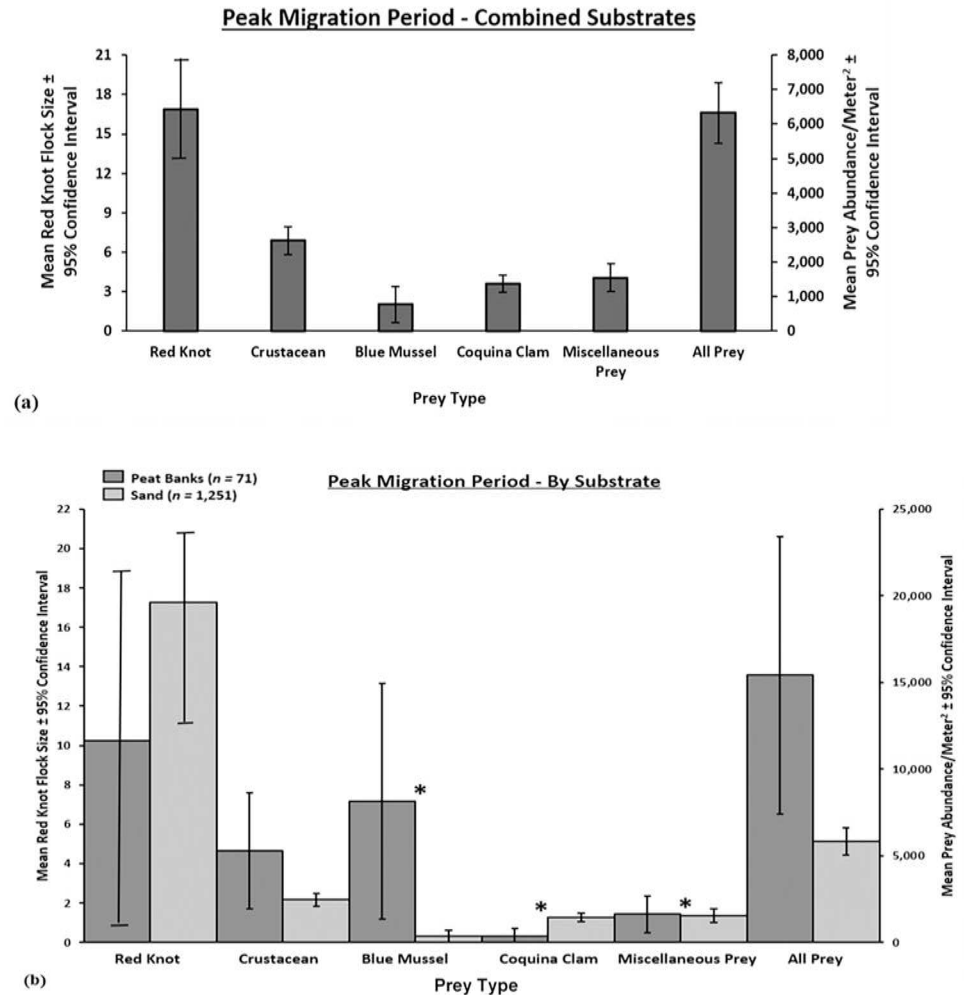 Peak Migration Period - Combined Substrates
Mean Red Knot Flock Size ±
95% Confidence Interval
21
18
15
12
9
6
3
0
8,000
7,000
6,000
5,000
4,000
3,000
2,000
1,000
0
Mean Prey Abundance/Meter² ±
95% Confidence Interval
Red Knot Crustacean Blue Mussel Coquina Clam Miscellaneous All Prey
Prey
Prey Type
(a)
Peat Banks (n = 71)
Sand (n = 1,251)
Peak Migration Period - By Substrate
Mean Red Knot Flock Size ± 95% Confidence Interval
22
20
18
16
14
12
10
8
6
4
2
0
*
*
*
25,000
20,000
15,000
10,000
5,000
0
Mean Prey Abundance/Meter² ± 95% Confidence Interval
Red Knot Crustacean Blue Mussel Coquina Clam Miscellaneous Prey All Prey
Prey Type
(b)